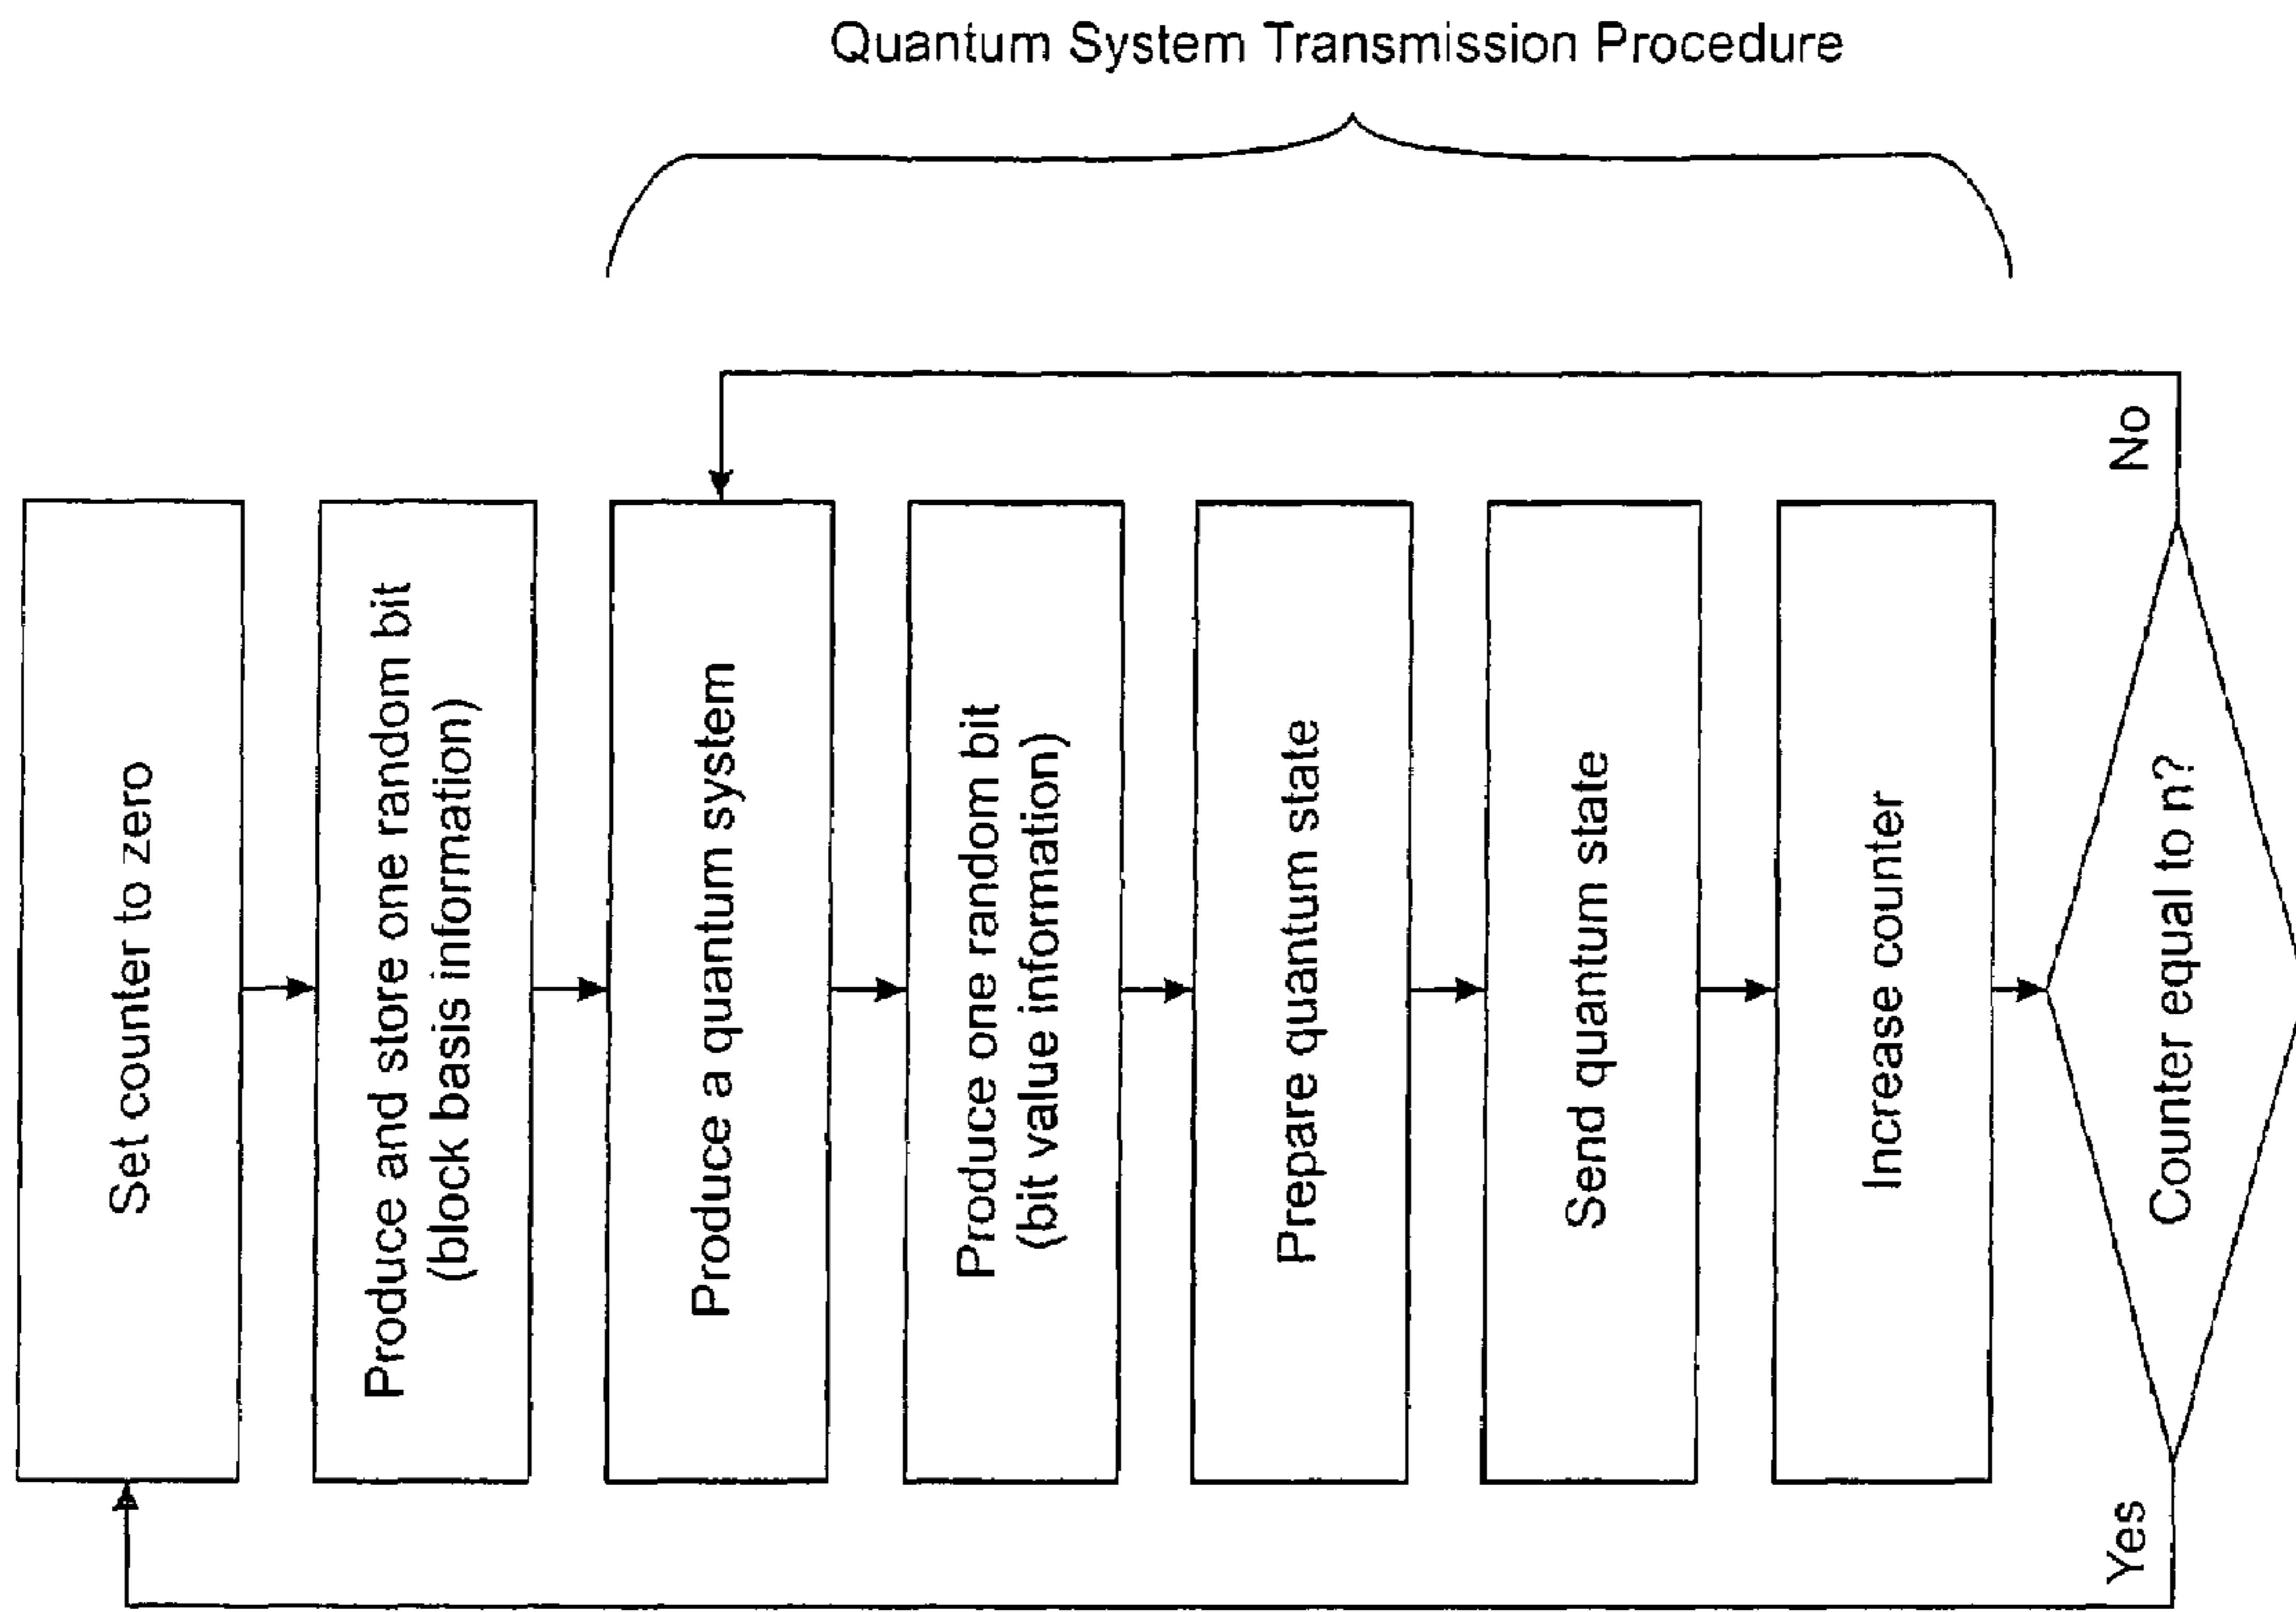 Quantum System Transmission Procedure
Set counter to zero
Produce and store one random bit
(block basis information)
Produce a quantum system
Produce one random bit
(bit value information)
Prepare quantum state
Send quantum state
Increase counter
Counter equal to n?
No
Yes